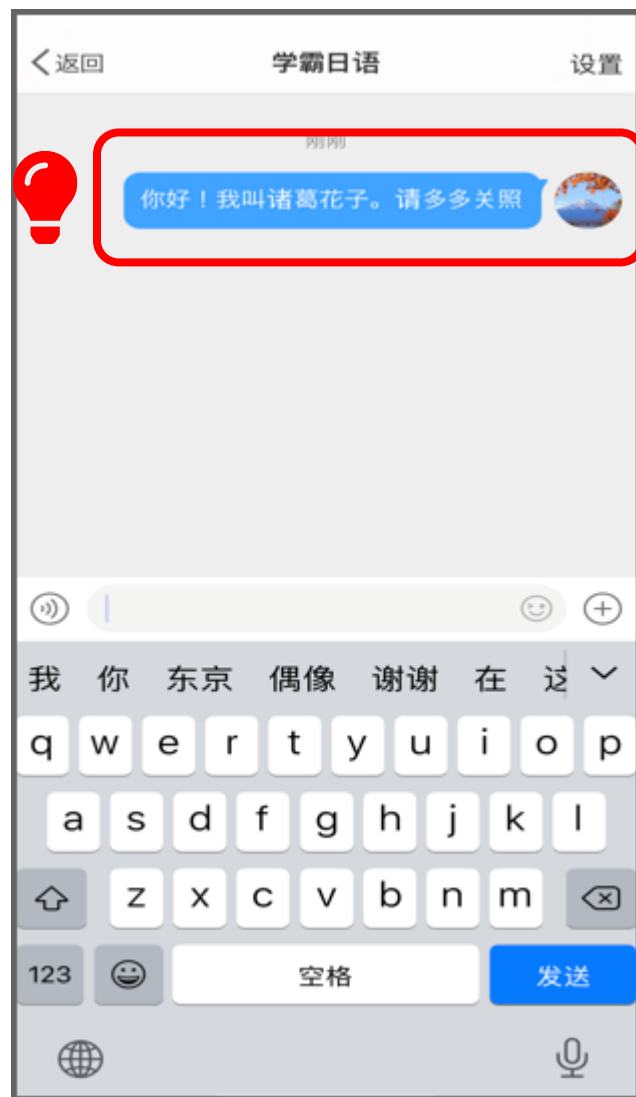 返回 学霸日语 设置
刚刚
你好！我叫诸葛花子。请多多关照
我 你 东京 偶像 谢谢 在 这
q w e r t y u i o p
a s d f g h j k l
z x c v b n m
123 空格 发送